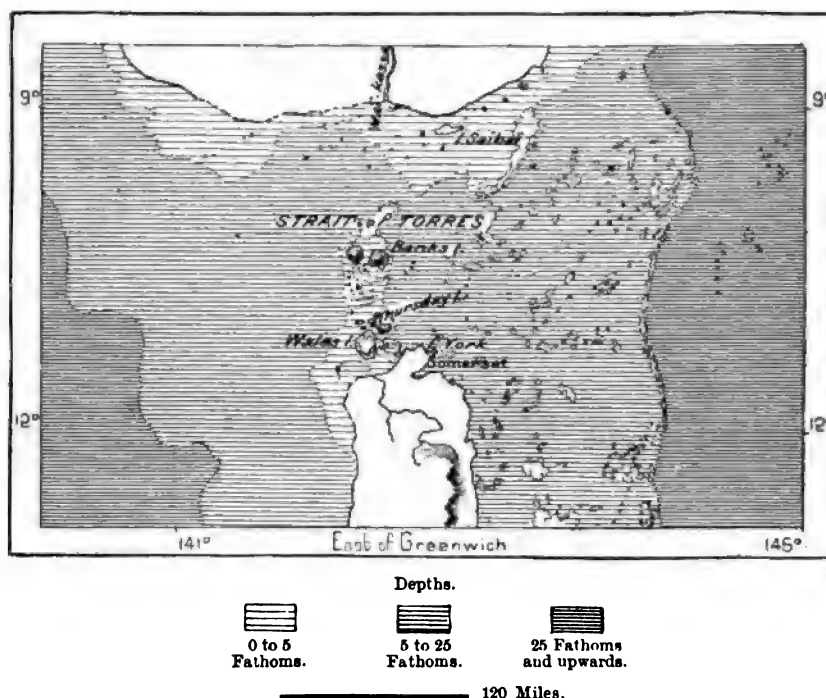 9°
9°
I. Saibai
STRAIT OF TORRES
Banks I.
Thursday I.
Wales I.
York
Somerset
12°
12°
141°
East of Greenwich
145°
Depths.
0 to 5
Fathoms.
5 to 25
Fathoms.
25 Fathoms
and upwards.
120 Miles.